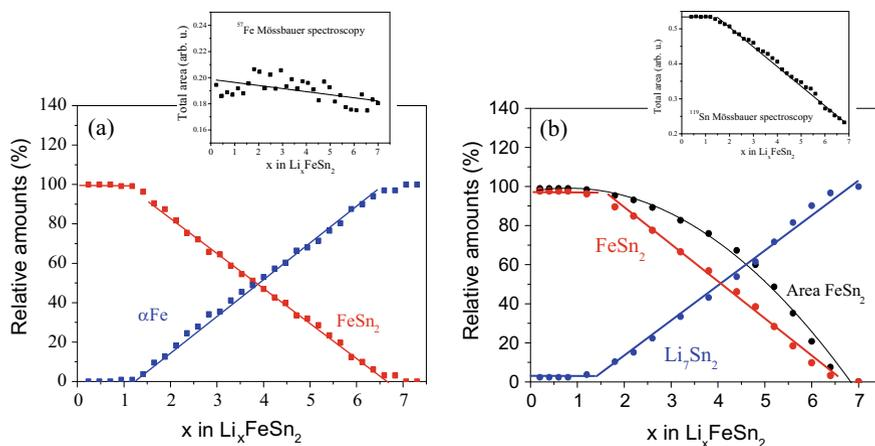 ⁵⁷Fe Mössbauer spectroscopy
Total area (arb. u.)
0.24
0.22
0.20
0.18
0.16
0 1 2 3 4 5 6 7
x in LiₓFeSn₂
(a)
Relative amounts (%)
140
120
100
80
60
40
20
0
αFe
FeSn₂
0 1 2 3 4 5 6 7
x in LiₓFeSn₂
Total area (arb. u.)
0.5
0.4
0.3
0.2
¹¹⁹Sn Mössbauer spectroscopy
0 1 2 3 4 5 6 7
x in LiₓFeSn₂
(b)
Relative amounts (%)
140
120
100
80
60
40
20
0
FeSn₂
Area FeSn₂
Li₇Sn₂
0 1 2 3 4 5 6 7
x in LiₓFeSn₂